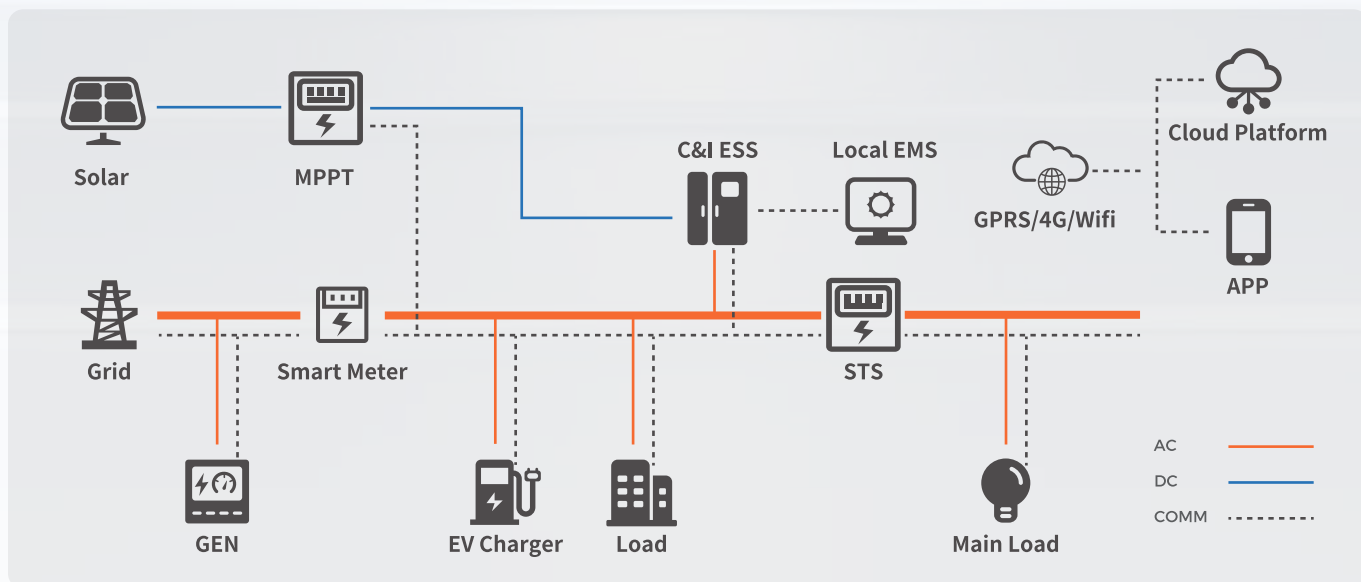 C&I ESS
Local EMS
Cloud Platform
Solar
MPPT
GPRS/4G/Wifi
APP
Grid
Smart Meter
STS
GEN
EV Charger
Load
Main Load
AC
DC
COMM